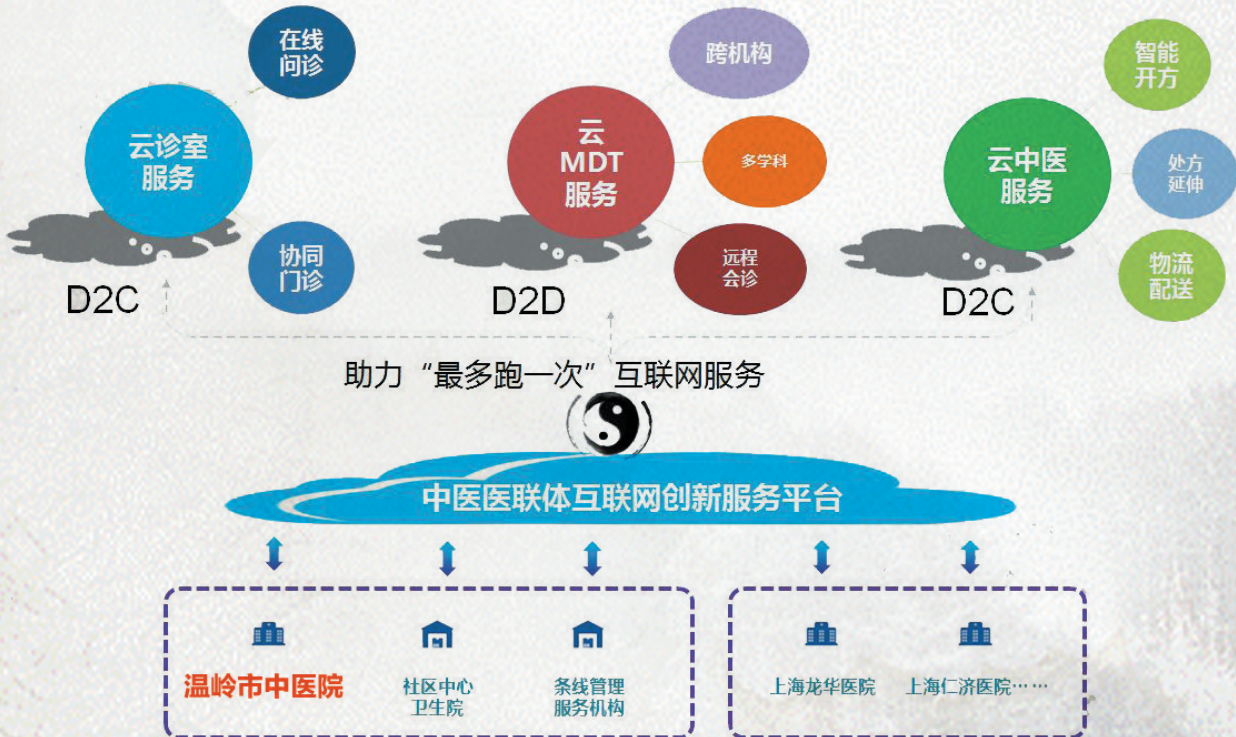 在线
问诊
云诊室
服务
协同
门诊
D2C
跨机构
云
MDT
服务
多学科
远程
会诊
D2D
智能
开方
云中医
服务
处方
延伸
物流
配送
D2C
助力“最多跑一次”互联网服务
中医医联体互联网创新服务平台
温岭市中医院
社区中心
卫生院
条线管理
服务机构
上海龙华医院
上海仁济医院……